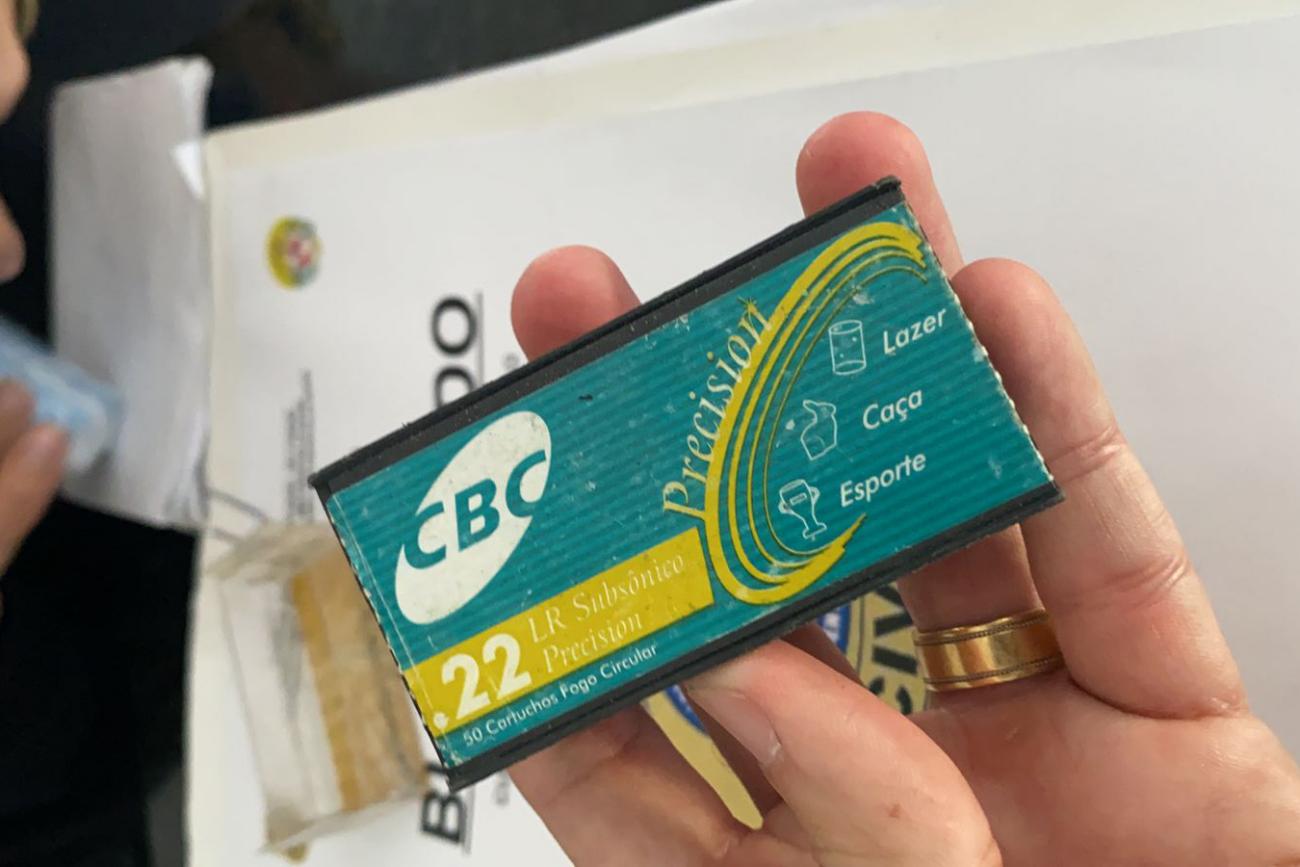 CBC
Precision
Lazer
Caça
Esporte
.22 LR Subsônico
Precision
50 Cartuchos Fogo Circular